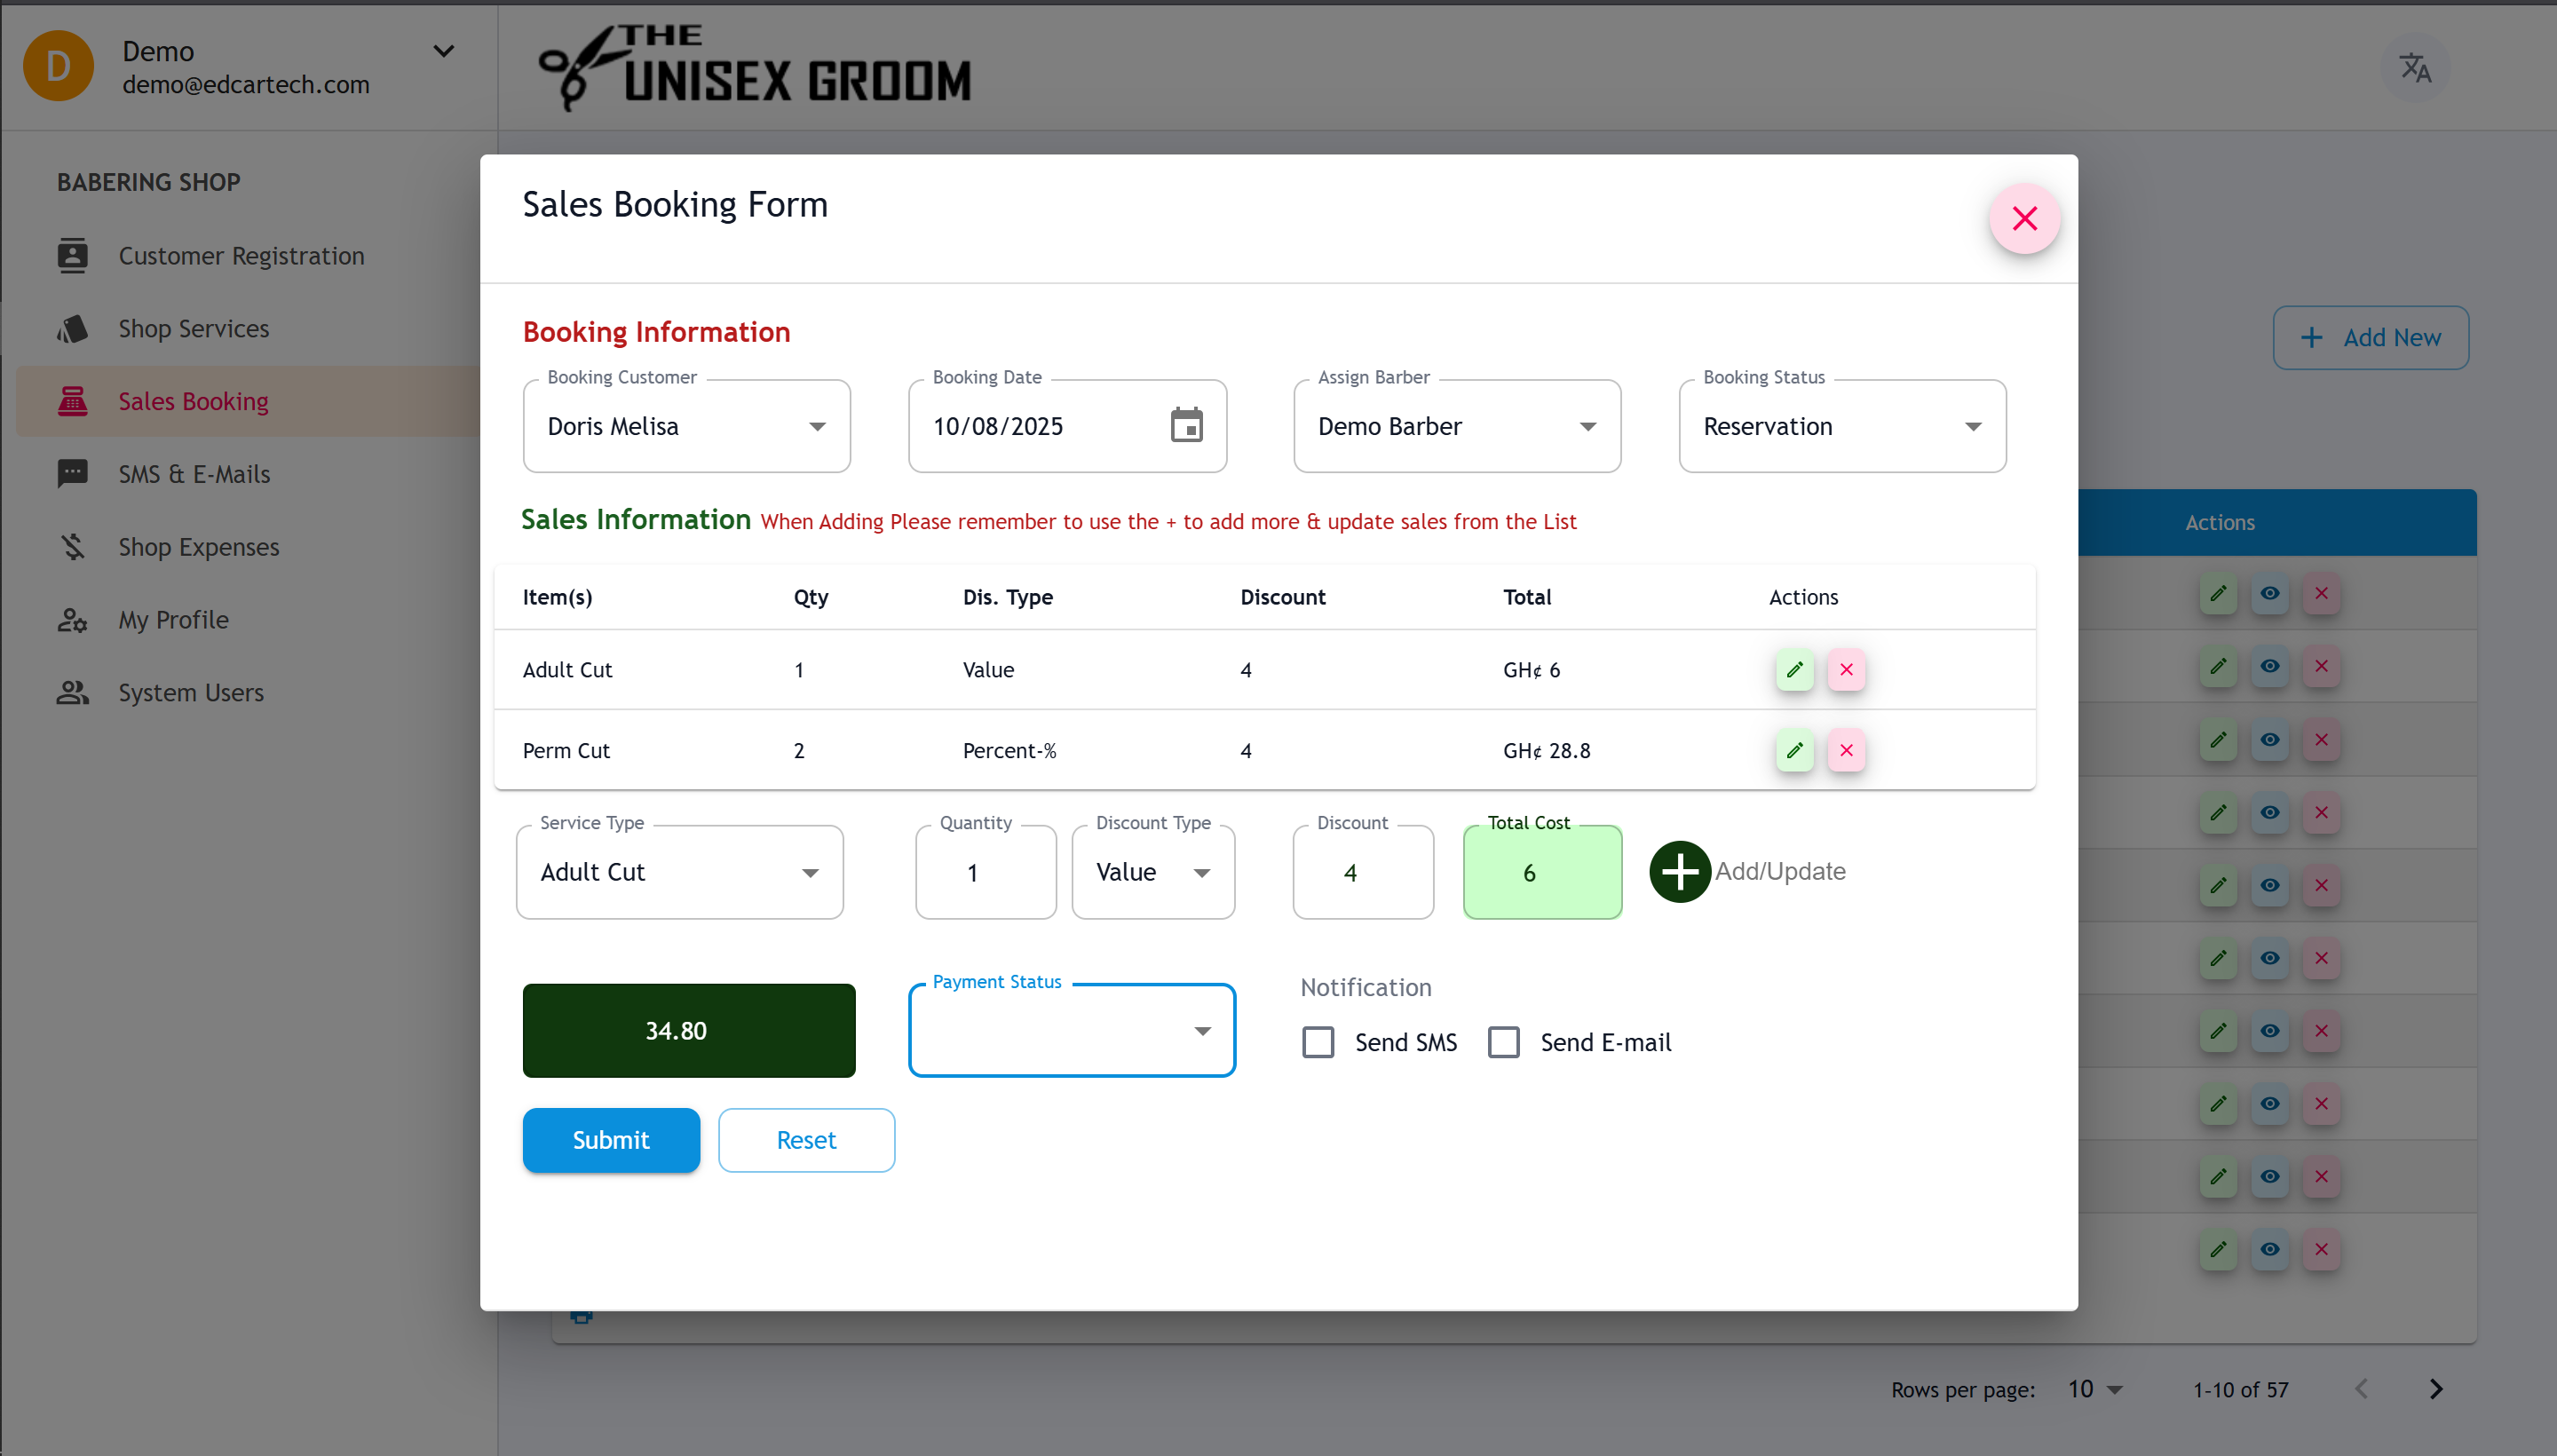 D
Demo
demo@edcartech.com
THE
UNISEX GROOM
BABERING SHOP
Customer Registration
Shop Services
Sales Booking
SMS & E-Mails
Shop Expenses
My Profile
System Users
Add New
Actions
Sales Booking Form
Booking Information
Booking Customer Booking Date Assign Barber Booking Status
Doris Melisa 10/08/2025 Demo Barber Reservation
Sales Information When Adding Please remember to use the + to add more & update sales from the List
Item(s) Qty Dis. Type Discount Total Actions
Adult Cut 1 Value 4 GH¢ 6
Perm Cut 2 Percent-% 4 GH¢ 28.8
Service Type Quantity Discount Type Discount Total Cost
Adult Cut 1 Value 4 6 Add/Update
Payment Status Notification
34.80 Send SMS Send E-mail
Submit Reset
Rows per page: 10 1-10 of 57